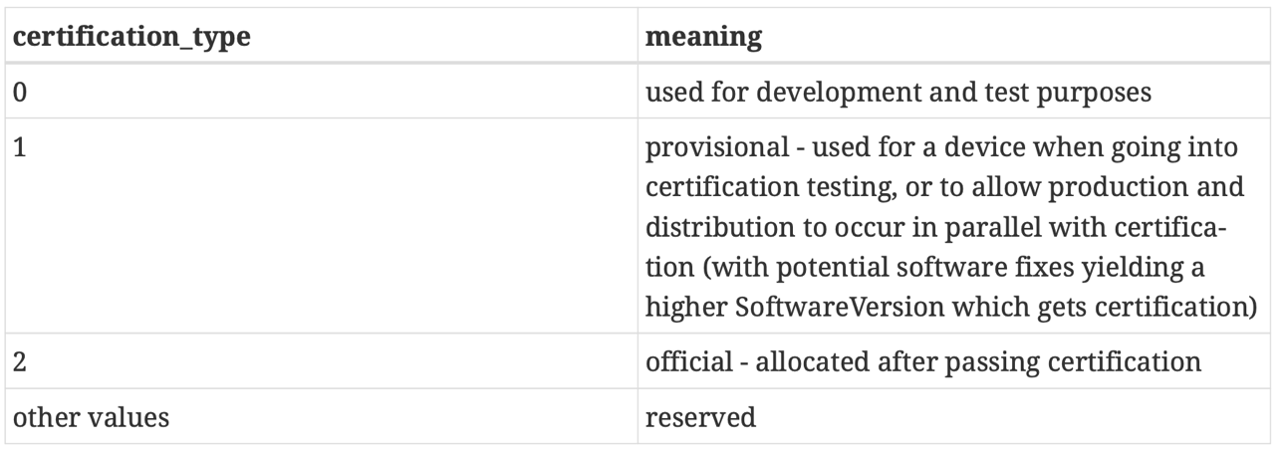 certification_type meaning
0 used for development and test purposes
1 provisional - used for a device when going into
certification testing, or to allow production and
distribution to occur in parallel with certifica-
tion (with potential software fixes yielding a
higher SoftwareVersion which gets certification)
2 official - allocated after passing certification
other values reserved